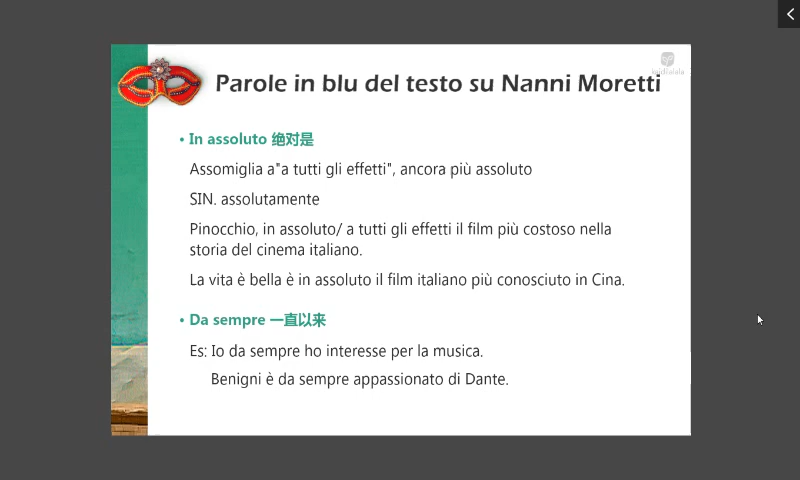 Parole in blu del testo su Nanni Moretti
• In assoluto 绝对是
Assomiglia a"a tutti gli effetti", ancora più assoluto
SIN. assolutamente
Pinocchio, in assoluto/ a tutti gli effetti il film più costoso nella
storia del cinema italiano.
La vita è bella è in assoluto il film italiano più conosciuto in Cina.
• Da sempre 一直以来
Es: Io da sempre ho interesse per la musica.
Benigni è da sempre appassionato di Dante.